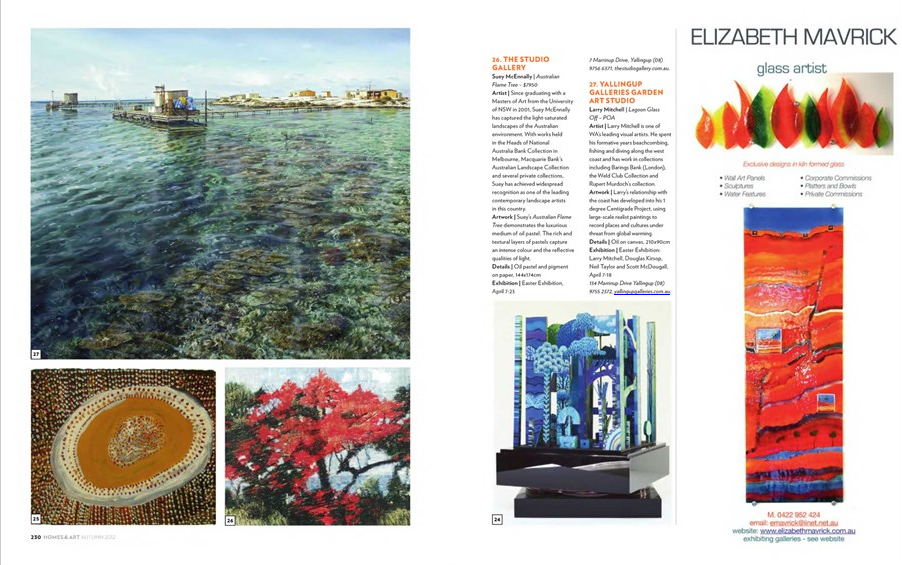 27
25
26
230 HOMES & ART AUTUMN 2012
26. THE STUDIO
GALLERY
Suey McEnnally | Australian
Flame Tree – $7950
Artist | Since graduating with a
Masters of Art from the University
of NSW in 2001, Suey McEnnally
has captured the light-saturated
landscapes of the Australian
environment. With works held
in the Heads of National
Australia Bank Collection in
Melbourne, Macquarie Bank's
Australian Landscape Collection
and several private collections,
Suey has achieved widespread
recognition as one of the leading
contemporary landscape artists
in this country.
Artwork | Suey's Australian Flame
Tree demonstrates the luxurious
medium of oil pastel. The rich and
textural layers of pastels capture
an intense colour and the reflective
qualities of light.
Details | Oil pastel and pigment
on paper, 144x174cm
Exhibition | Easter Exhibition,
April 7-23
7 Marrinup Drive, Yallingup (08)
9756 6371, thestudiogallery.com.au
27. YALLINGUP
GALLERIES GARDEN
ART STUDIO
Larry Mitchell | Lagoon Glass
Off – POA
Artist | Larry Mitchell is one of
WA's leading visual artists. He spent
his formative years beachcombing,
fishing and diving along the west
coast and has work in collections
including Barings Bank (London),
the Weld Club Collection and
Rupert Murdoch's collection.
Artwork | Larry's relationship with
the coast has developed into his 1
degree Centigrade Project, using
large-scale realist paintings to
record places and cultures under
threat from global warming.
Details | Oil on canvas, 210x90cm
Exhibition | Easter Exhibition:
Larry Mitchell, Douglas Kirsop,
Neil Taylor and Scott McDougall,
April 7-18
134 Marrinup Drive Yallingup (08)
9755 2372, yallingupgalleries.com.au
24
ELIZABETH MAVRICK
glass artist
Exclusive designs in kiln formed glass
• Wall Art Panels
• Sculptures
• Water Features
• Corporate Commissions
• Platters and Bowls
• Private Commissions
M. 0422 952 424
email: emavrick@iinet.net.au
website: www.elizabethmavrick.com.au
exhibiting galleries - see website